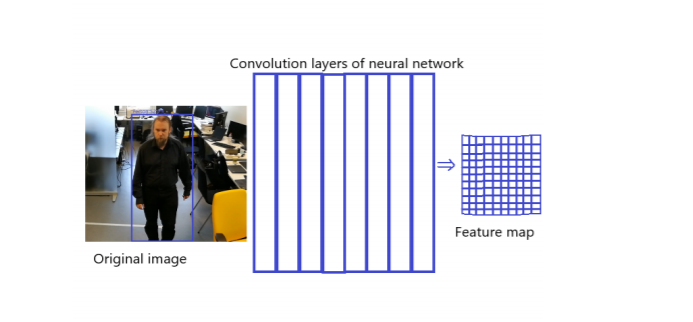 Convolution layers of neural network
Original image
Feature map